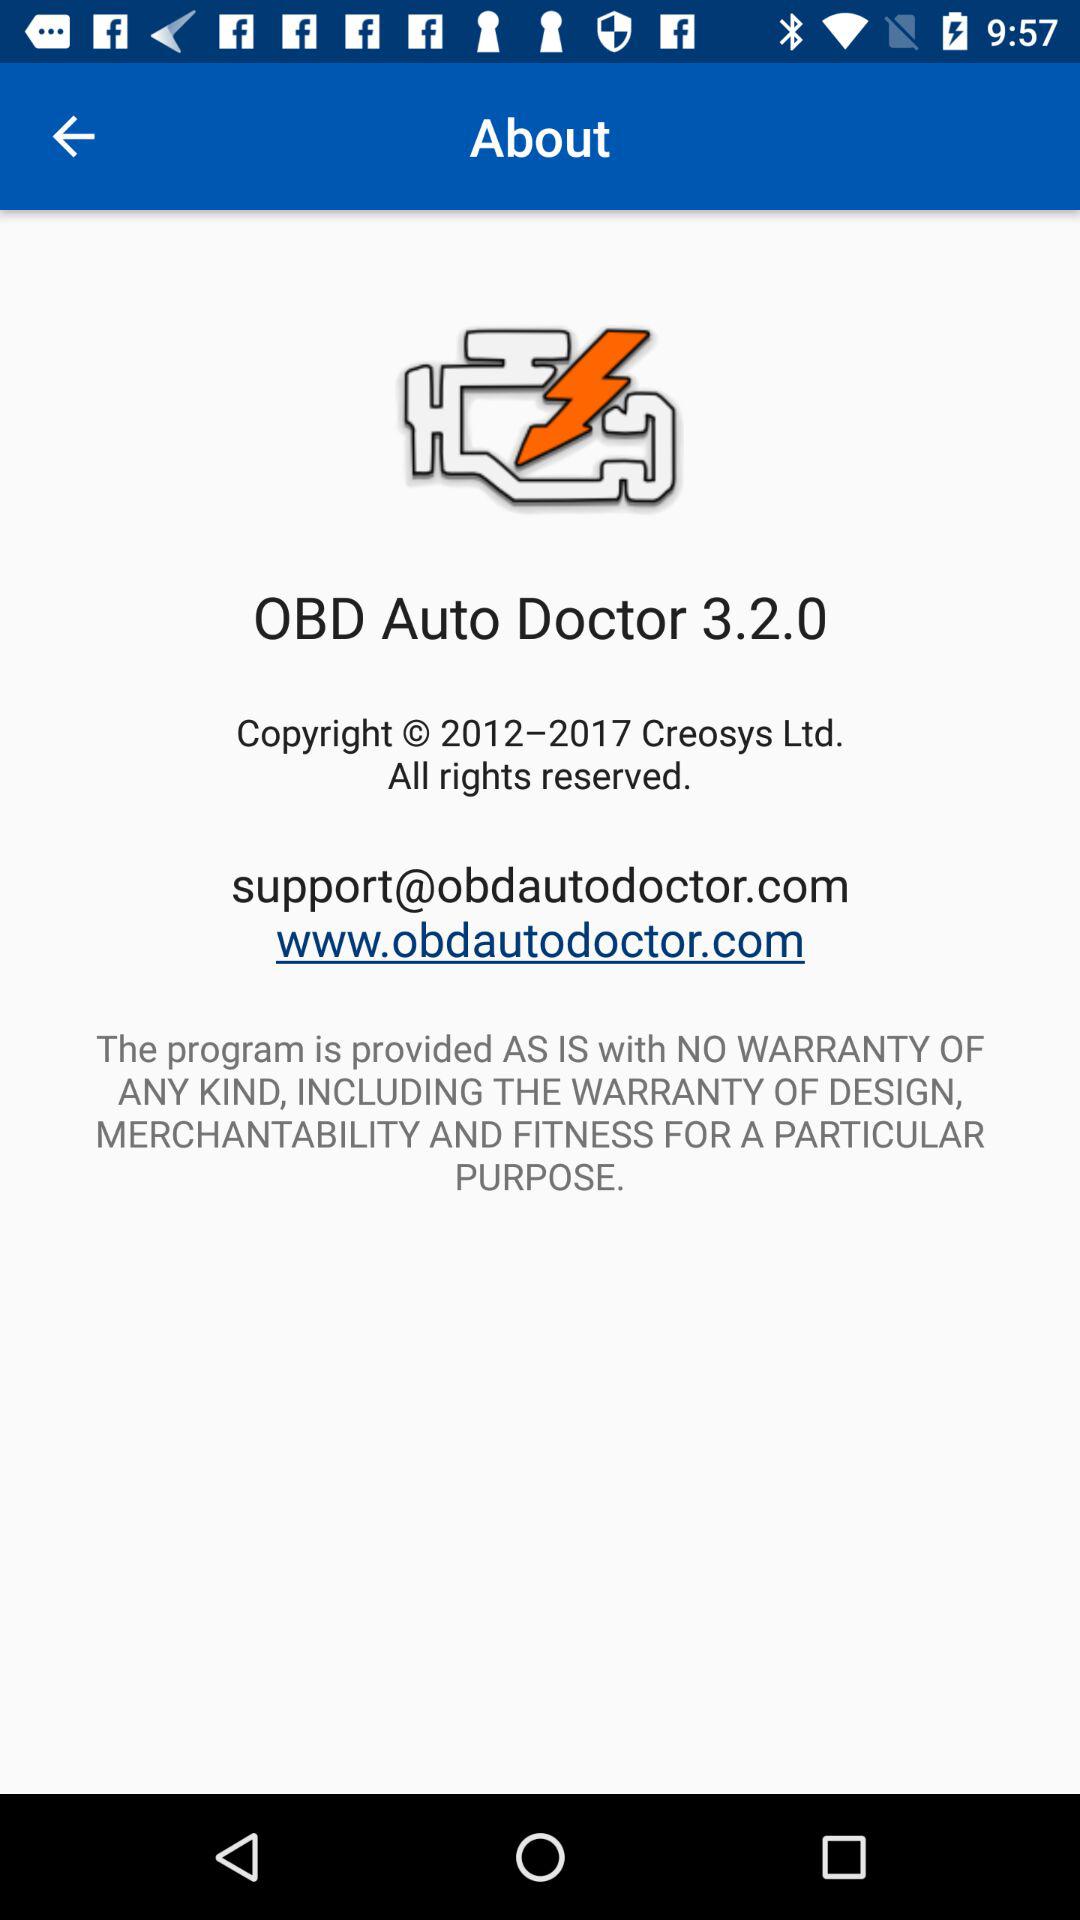 9:57
About
OBD Auto Doctor 3.2.0
Copyright © 2012–2017 Creosys Ltd.
All rights reserved.
support@obdautodoctor.com
www.obdautodoctor.com
The program is provided AS IS with NO WARRANTY OF
ANY KIND, INCLUDING THE WARRANTY OF DESIGN,
MERCHANTABILITY AND FITNESS FOR A PARTICULAR
PURPOSE.